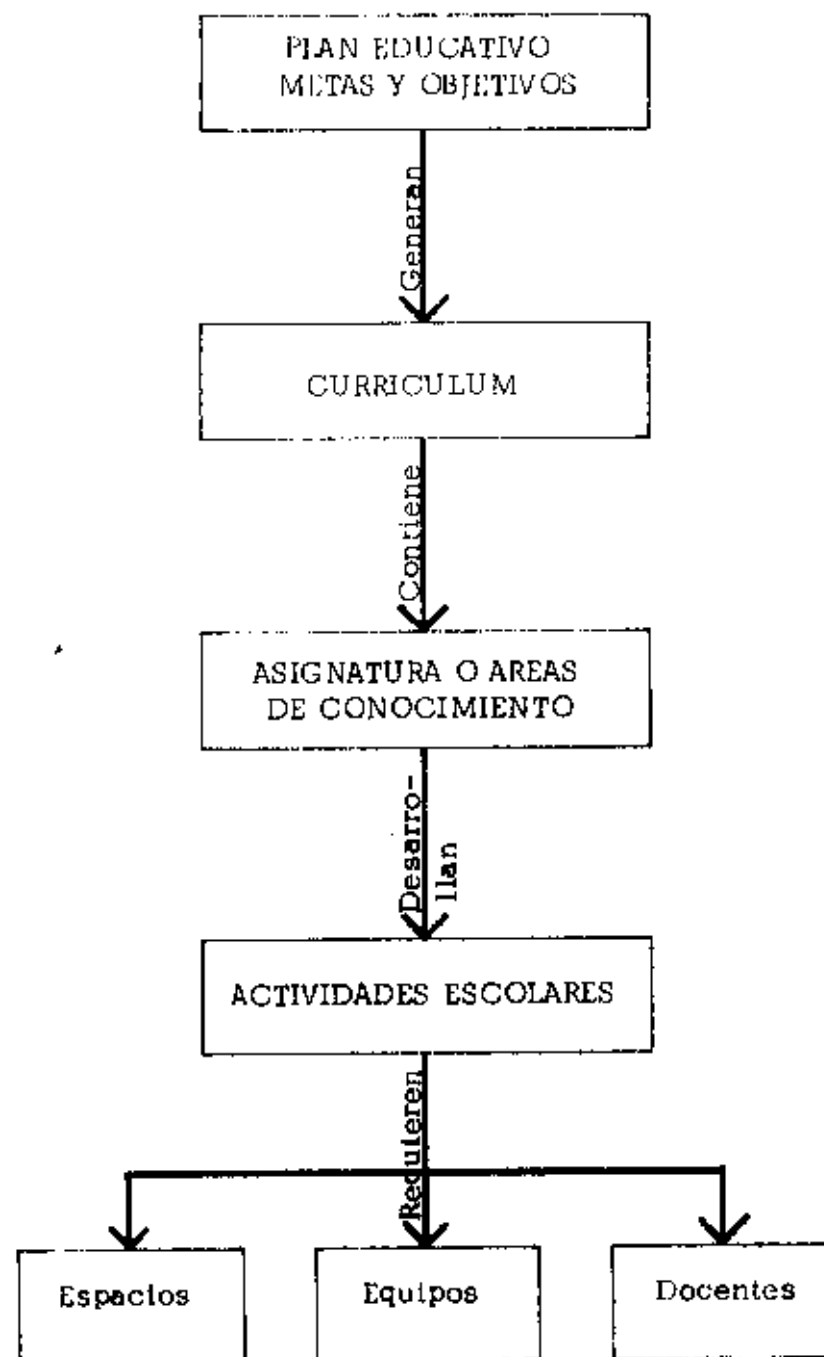 PLAN EDUCATIVO
METAS Y OBJETIVOS
Generan
CURRICULUM
Contiene
ASIGNATURA O AREAS
DE CONOCIMIENTO
Desarro-
llan
ACTIVIDADES ESCOLARES
Requieren
Espacios
Equipos
Docentes